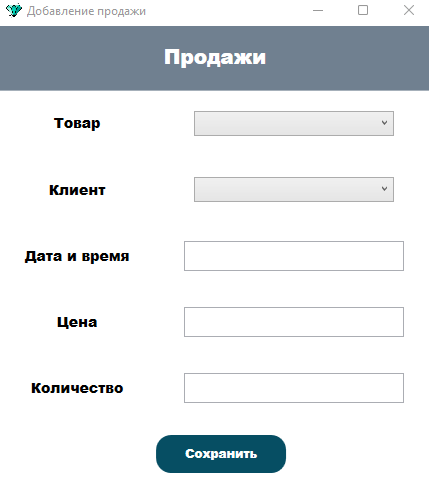 Добавление продажи
Продажи
Товар
Клиент
Дата и время
Цена
Количество
Сохранить